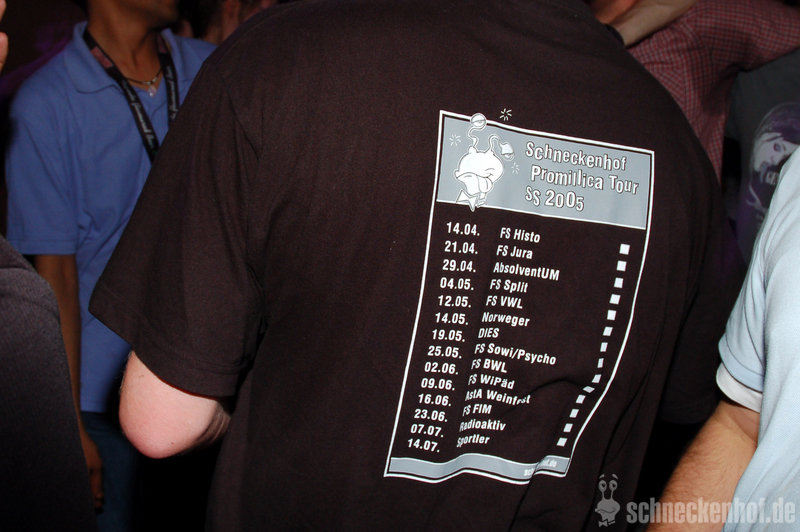 Schneckenhof
Promillica Tour
SS 2005
14.04. FS Histo
21.04. FS Jura
29.04. AbsolventUM
04.05. FS Split
12.05. FS VWL
14.05. Norweger
19.05. DIES
25.05. FS Sowi/Psycho
02.06. FS BWL
09.06. FS WiPäd
16.06. AstA Weinfest
23.06. FS FIM
07.07. Radioaktiv
14.07. Sportler
schneckenhof.de